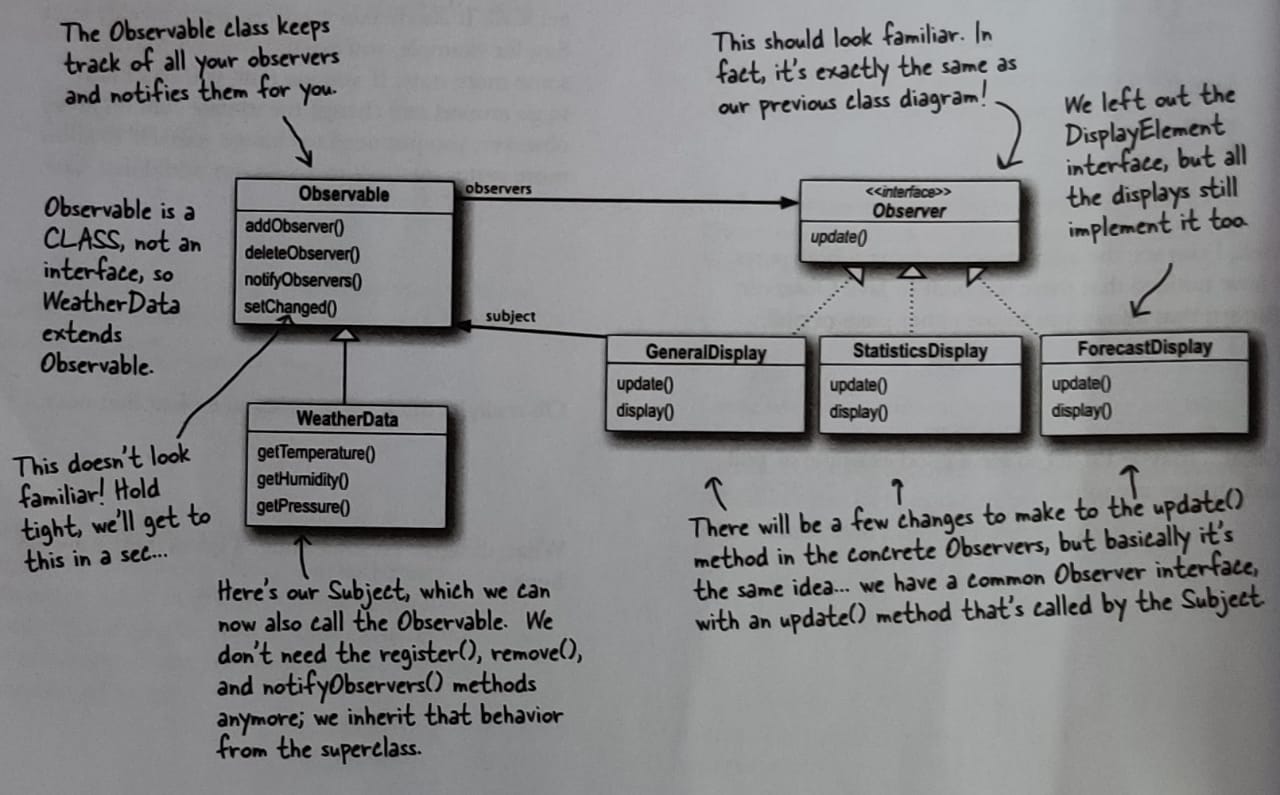 The Observable class keeps
track of all your observers
and notifies them for you.
This should look familiar. In
fact, it's exactly the same as
our previous class diagram!
We left out the
DisplayElement
interface, but all
the displays still
implement it too.
Observable is a
CLASS, not an
interface, so
WeatherData
extends
Observable.
Observable
addObserver()
deleteObserver()
notifyObservers()
setChanged()
observers
<<interface>>
Observer
update()
subject
GeneralDisplay
update()
display()
StatisticsDisplay
update()
display()
ForecastDisplay
update()
display()
WeatherData
getTemperature()
getHumidity()
getPressure()
This doesn't look
familiar! Hold
tight, we'll get to
this in a sec...
Here's our Subject, which we can
now also call the Observable. We
don't need the register(), remove(),
and notifyObservers() methods
anymore; we inherit that behavior
from the superclass.
There will be a few changes to make to the update()
method in the concrete Observers, but basically it's
the same idea... we have a common Observer interface,
with an update() method that's called by the Subject.